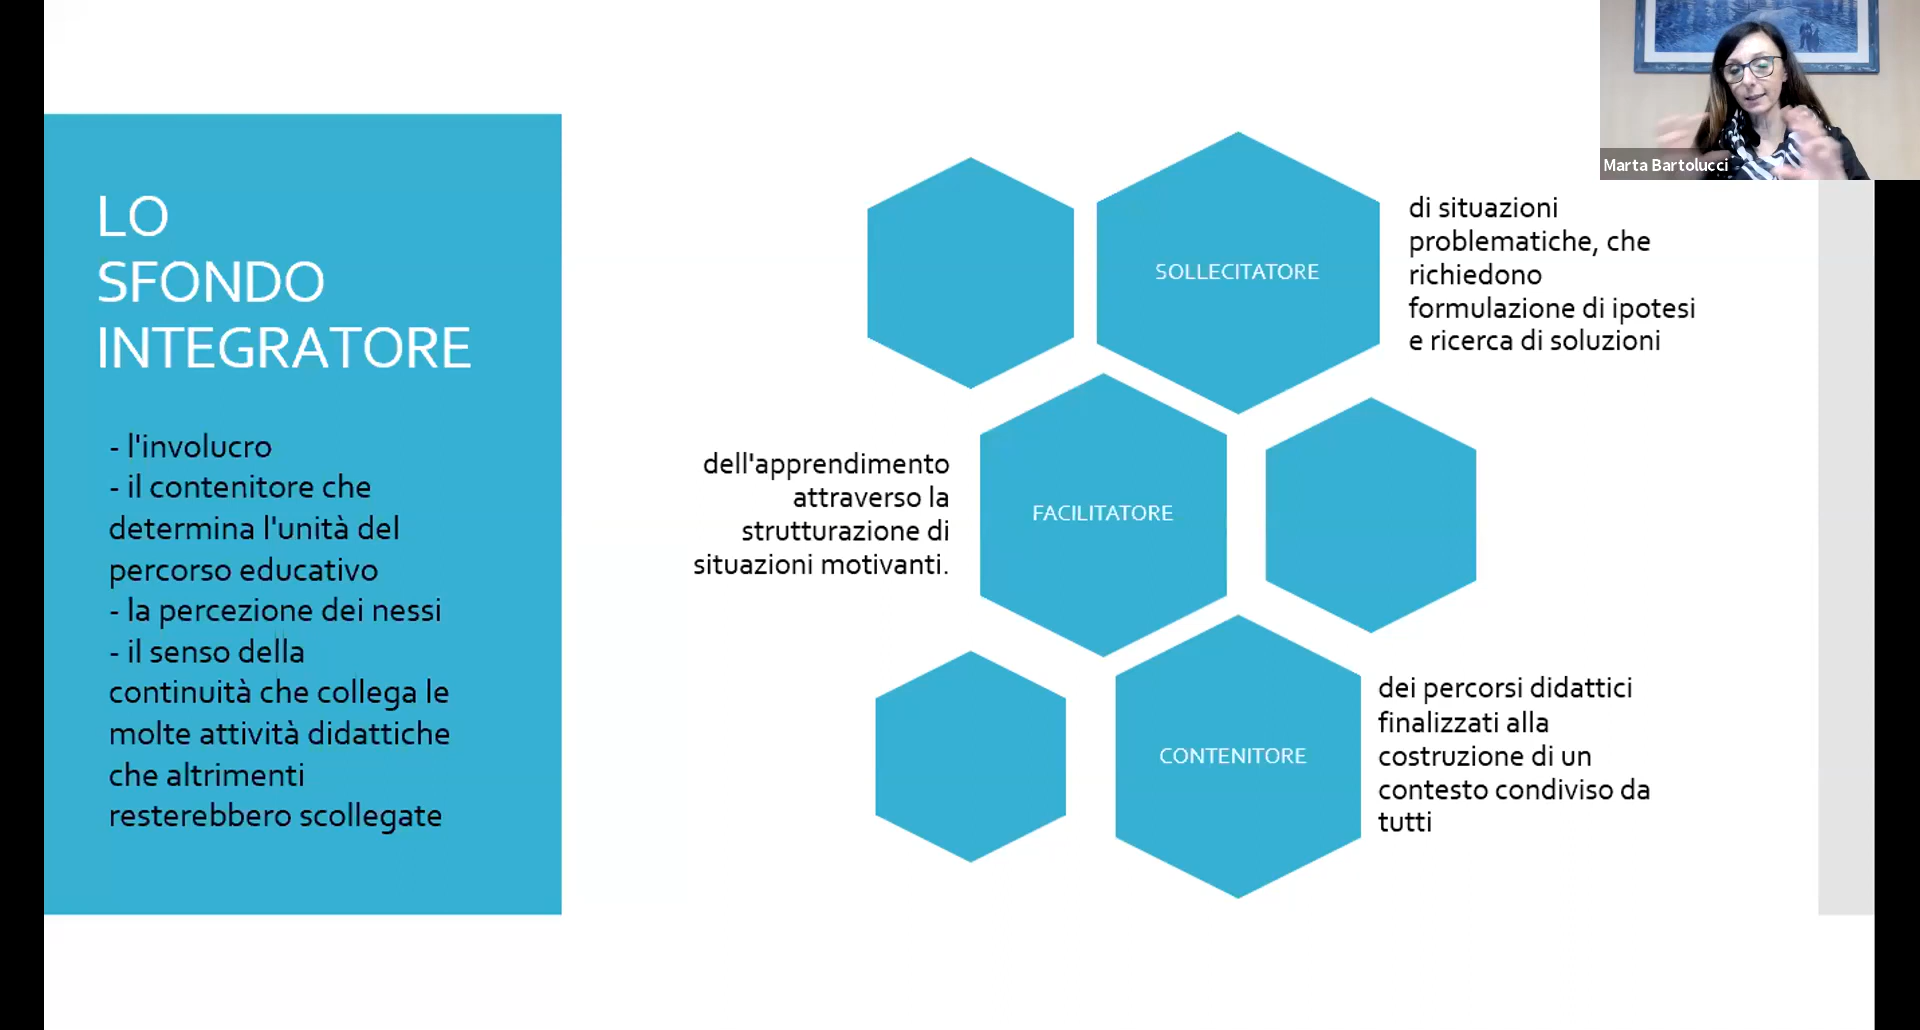 LO
SFONDO
INTEGRATORE
- l'involucro
- il contenitore che
determina l'unità del
percorso educativo
- la percezione dei nessi
- il senso della
continuità che collega le
molte attività didattiche
che altrimenti
resterebbero scollegate
SOLLECITATORE
di situazioni
problematiche, che
richiedono
formulazione di ipotesi
e ricerca di soluzioni
dell'apprendimento
attraverso la
strutturazione di
situazioni motivanti.
FACILITATORE
CONTENITORE
dei percorsi didattici
finalizzati alla
costruzione di un
contesto condiviso da
tutti
Marta Bartolucci